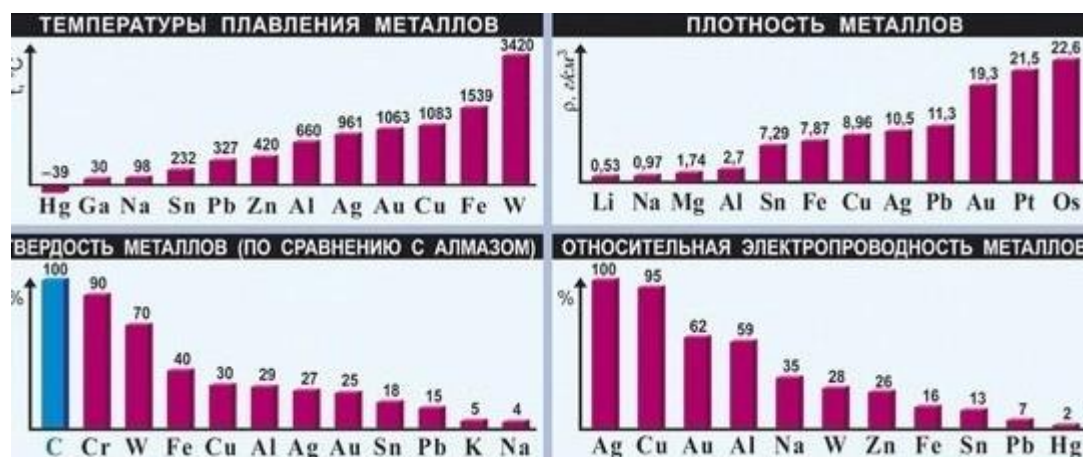 ТЕМПЕРАТУРЫ ПЛАВЛЕНИЯ МЕТАЛЛОВ
t, °C
–39 30 98 232 327 420 660 961 1063 1083 1539 3420
Hg Ga Na Sn Pb Zn Al Ag Au Cu Fe W
ПЛОТНОСТЬ МЕТАЛЛОВ
ρ, г/см³
0,53 0,97 1,74 2,7 7,29 7,87 8,96 10,5 11,3 19,3 21,5 22,6
Li Na Mg Al Sn Fe Cu Ag Pb Au Pt Os
ТВЕРДОСТЬ МЕТАЛЛОВ (ПО СРАВНЕНИЮ С АЛМАЗОМ)
%
100 90 70 40 30 29 27 25 18 15 5 4
C Cr W Fe Cu Al Ag Au Sn Pb K Na
ОТНОСИТЕЛЬНАЯ ЭЛЕКТРОПРОВОДНОСТЬ МЕТАЛЛОВ
%
100 95 62 59 35 28 26 16 13 7 2
Ag Cu Au Al Na W Zn Fe Sn Pb Hg